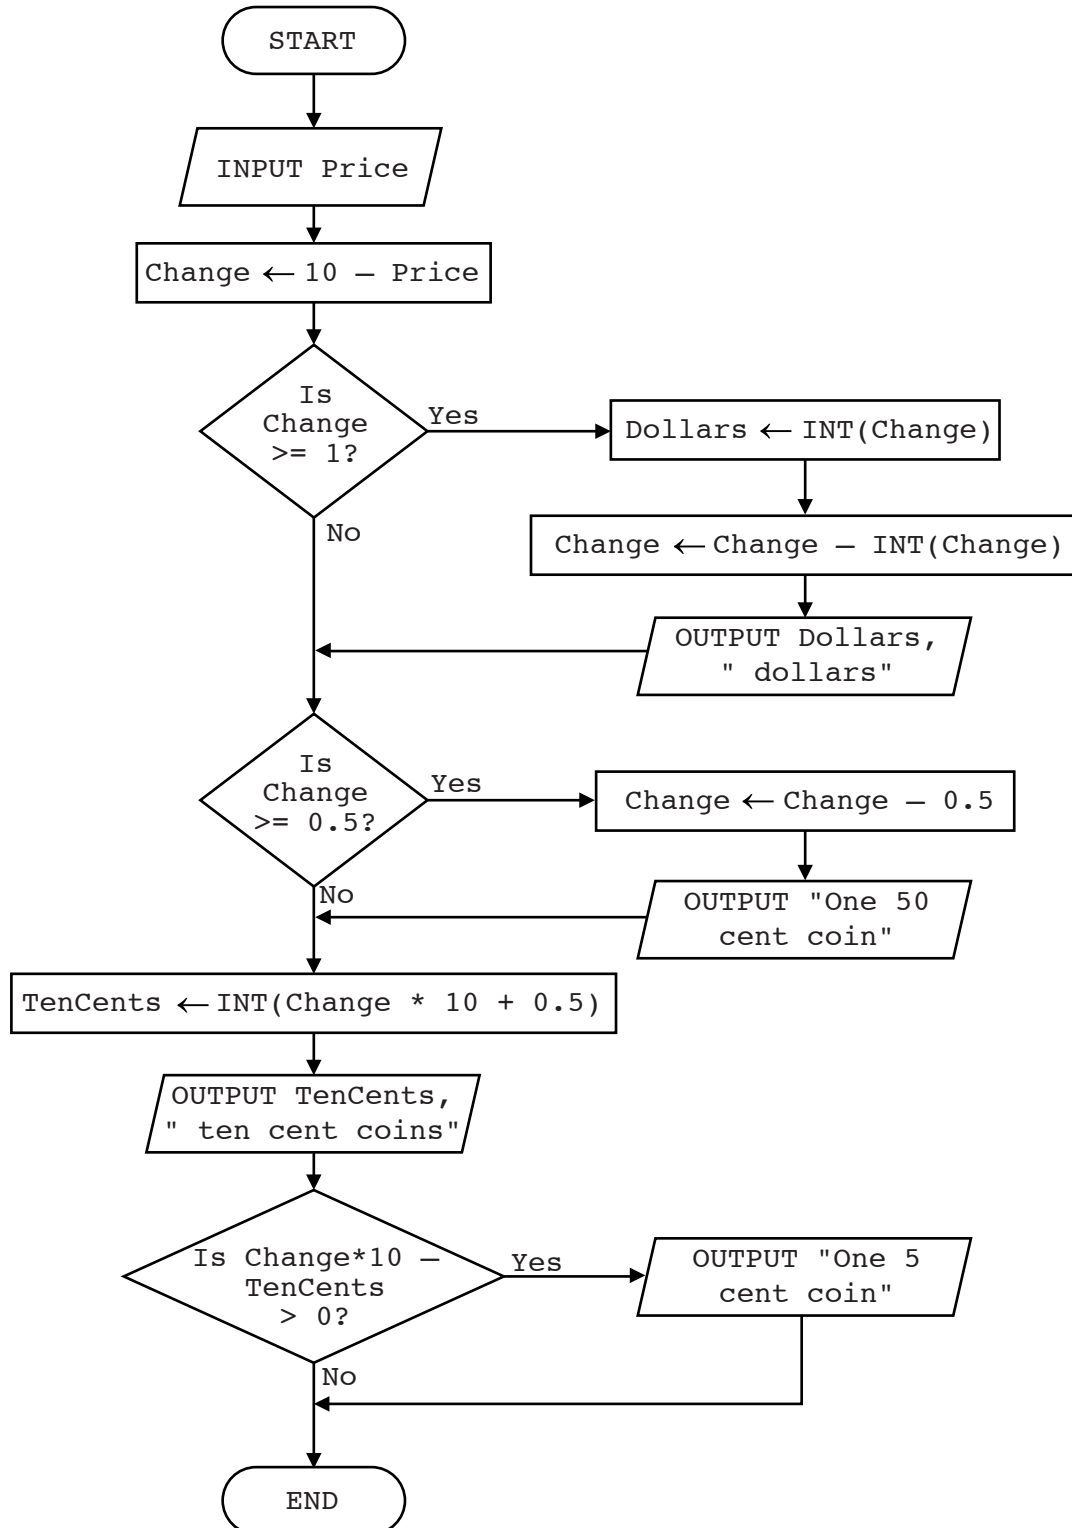 START
INPUT Price
Change ← 10 – Price
Is
Change
>= 1?
Yes
Dollars ← INT(Change)
No
Change ← Change – INT(Change)
OUTPUT Dollars,
" dollars"
Is
Change
>= 0.5?
Yes
Change ← Change – 0.5
No
OUTPUT "One 50
cent coin"
TenCents ← INT(Change * 10 + 0.5)
OUTPUT TenCents,
" ten cent coins"
Is Change*10 –
TenCents
> 0?
Yes
OUTPUT "One 5
cent coin"
No
END